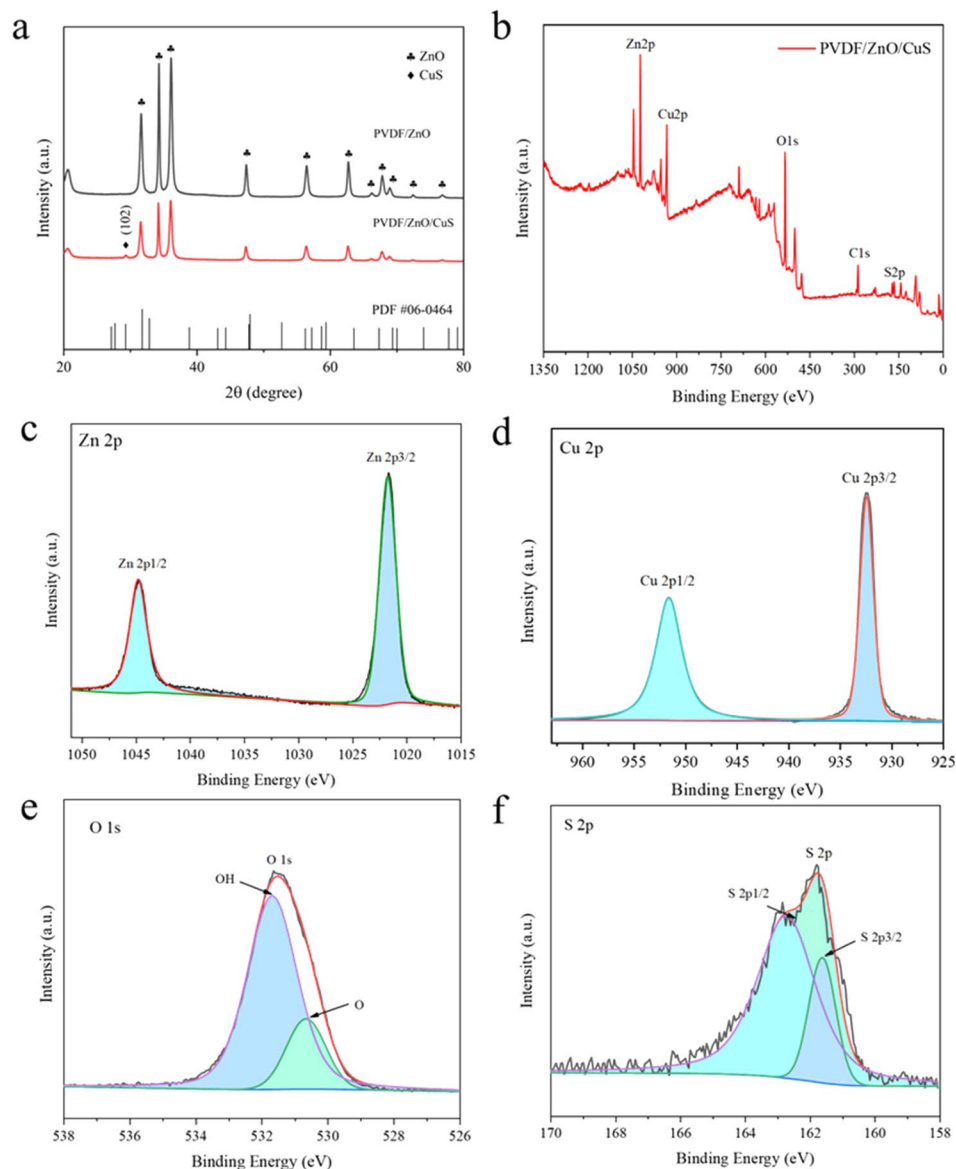 a
♣ ZnO
♦ CuS
PVDF/ZnO
(102)
PVDF/ZnO/CuS
PDF #06-0464
Intensity (a.u.)
20 40 60 80
2θ (degree)
b
PVDF/ZnO/CuS
Zn2p
Cu2p
O1s
C1s
S2p
Intensity (a.u.)
1350 1200 1050 900 750 600 450 300 150 0
Binding Energy (eV)
c
Zn 2p
Zn 2p3/2
Zn 2p1/2
Intensity (a.u.)
1050 1045 1040 1035 1030 1025 1020 1015
Binding Energy (eV)
d
Cu 2p
Cu 2p3/2
Cu 2p1/2
Intensity (a.u.)
960 955 950 945 940 935 930 925
Binding Energy (eV)
e
O 1s
O 1s
OH
O
Intensity (a.u.)
538 536 534 532 530 528 526
Binding Energy (eV)
f
S 2p
S 2p
S 2p1/2
S 2p3/2
Intensity (a.u.)
170 168 166 164 162 160 158
Binding Energy (eV)